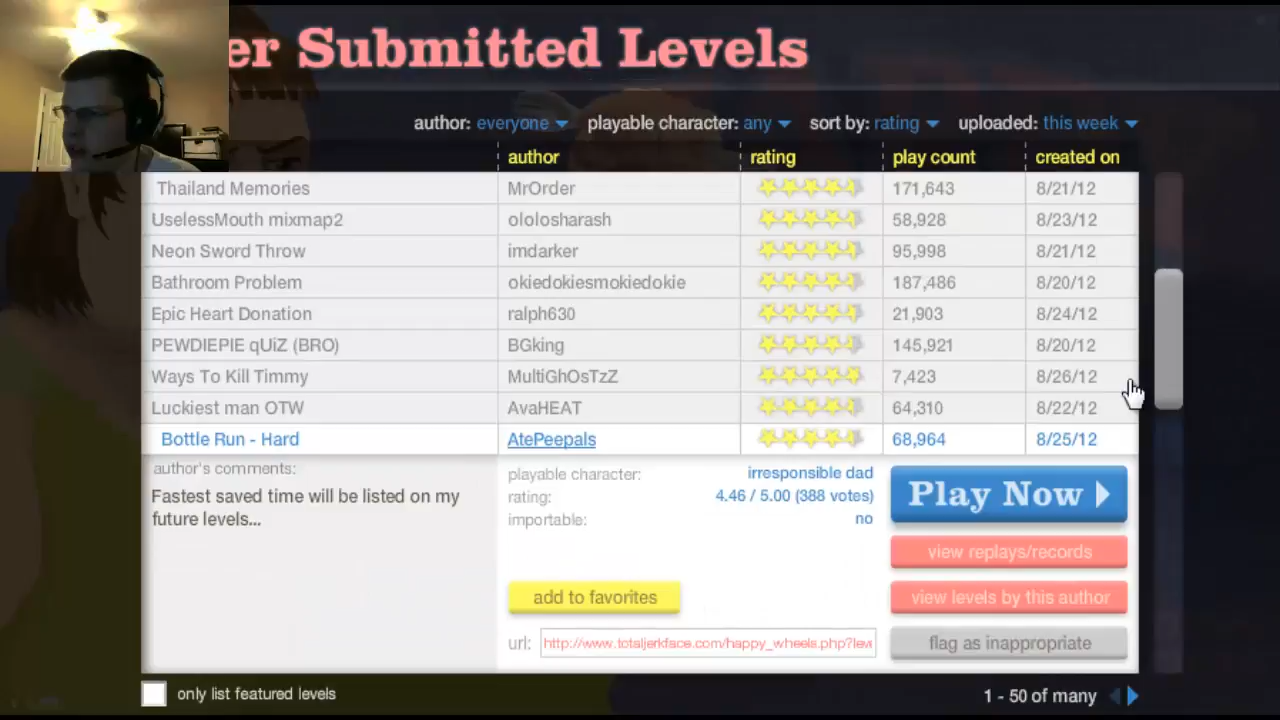 er Submitted Levels
author: everyone playable character: any sort by: rating uploaded: this week
author rating play count created on
Thailand Memories MrOrder 171,643 8/21/12
UselessMouth mixmap2 ololosharash 58,928 8/23/12
Neon Sword Throw imdarker 95,998 8/21/12
Bathroom Problem okiedokiesmokiedokie 187,486 8/20/12
Epic Heart Donation ralph630 21,903 8/24/12
PEWDIEPIE qUiZ (BRO) BGking 145,921 8/20/12
Ways To Kill Timmy MultiGhOsTzZ 7,423 8/26/12
Luckiest man OTW AvaHEAT 64,310 8/22/12
Bottle Run - Hard AtePeepals 68,964 8/25/12
author's comments:
Fastest saved time will be listed on my
future levels...
playable character: irresponsible dad
rating: 4.46 / 5.00 (388 votes)
importable: no
add to favorites
url: http://www.totaljerkface.com/happy_wheels.php?lev
Play Now
view replays/records
view levels by this author
flag as inappropriate
only list featured levels
1 - 50 of many